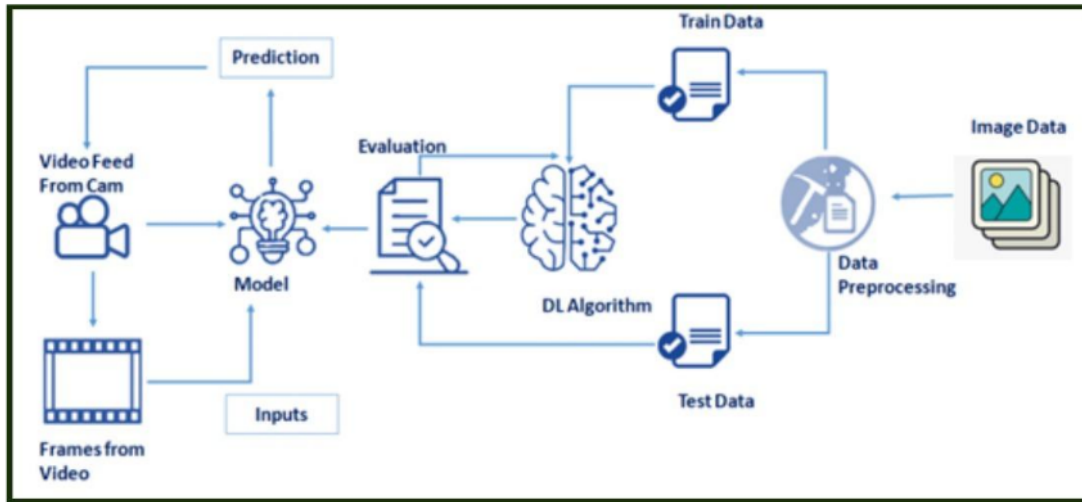 Train Data
Prediction
Image Data
Evaluation
Video Feed
From Cam
Data
Preprocessing
Model
DL Algorithm
Inputs
Test Data
Frames from
Video